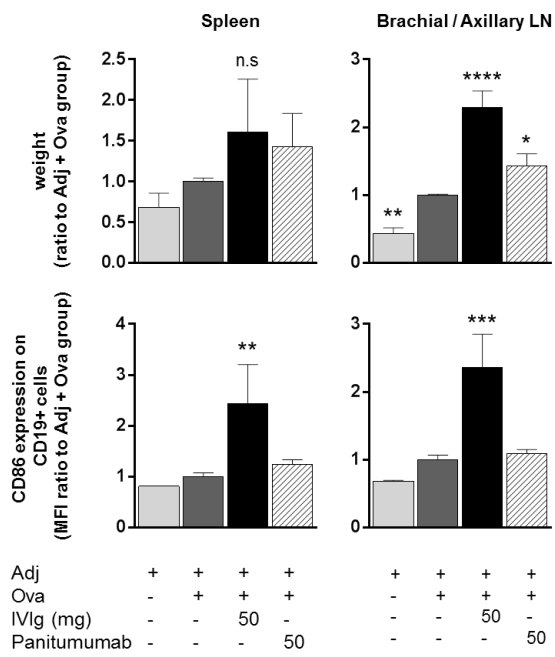 Spleen
Brachial / Axillary LN
weight
(ratio to Adj + Ova group)
2.5
2.0
1.5
1.0
0.5
0.0
n.s
3
2
1
0
**
****
*
CD86 expression on
CD19+ cells
(MFI ratio to Adj + Ova group)
4
3
2
1
0
**
3
2
1
0
***
Adj + + + + + + + +
Ova - + + + - + + +
IVIg (mg) - - 50 - - - 50 -
Panitumumab - - - 50 - - - 50